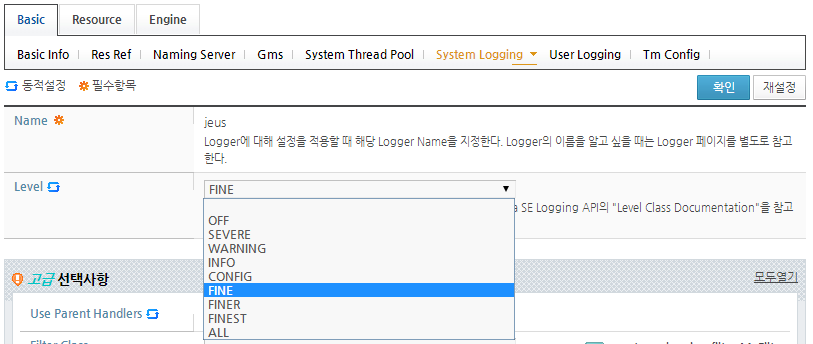 Basic Resource Engine
Basic Info Res Ref Naming Server Gms System Thread Pool System Logging User Logging Tm Config
동적설정 필수항목 확인 재설정
Name jeus
Logger에 대해 설정을 적용할 때 해당 Logger Name을 지정한다. Logger의 이름을 알고 싶을 때는 Logger 페이지를 별도로 참고
한다.
Level FINE
a SE Logging API의 "Level Class Documentation"을 참고
OFF
SEVERE
WARNING
INFO
CONFIG
FINE
FINER
FINEST
ALL
고급 선택사항 모두열기
Use Parent Handlers
Filter Class